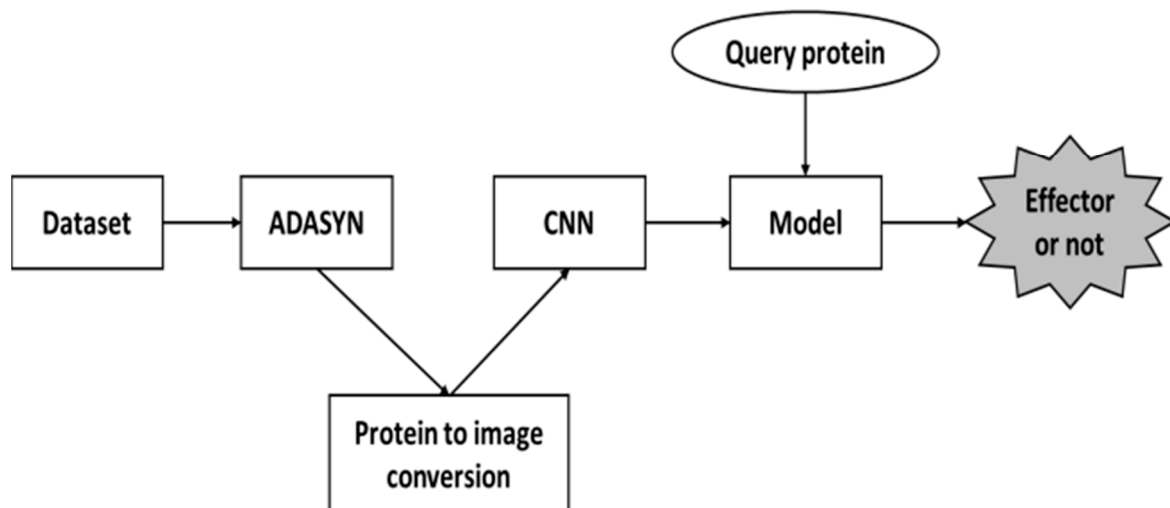 Query protein
Dataset
ADASYN
CNN
Model
Effector
or not
Protein to image
conversion